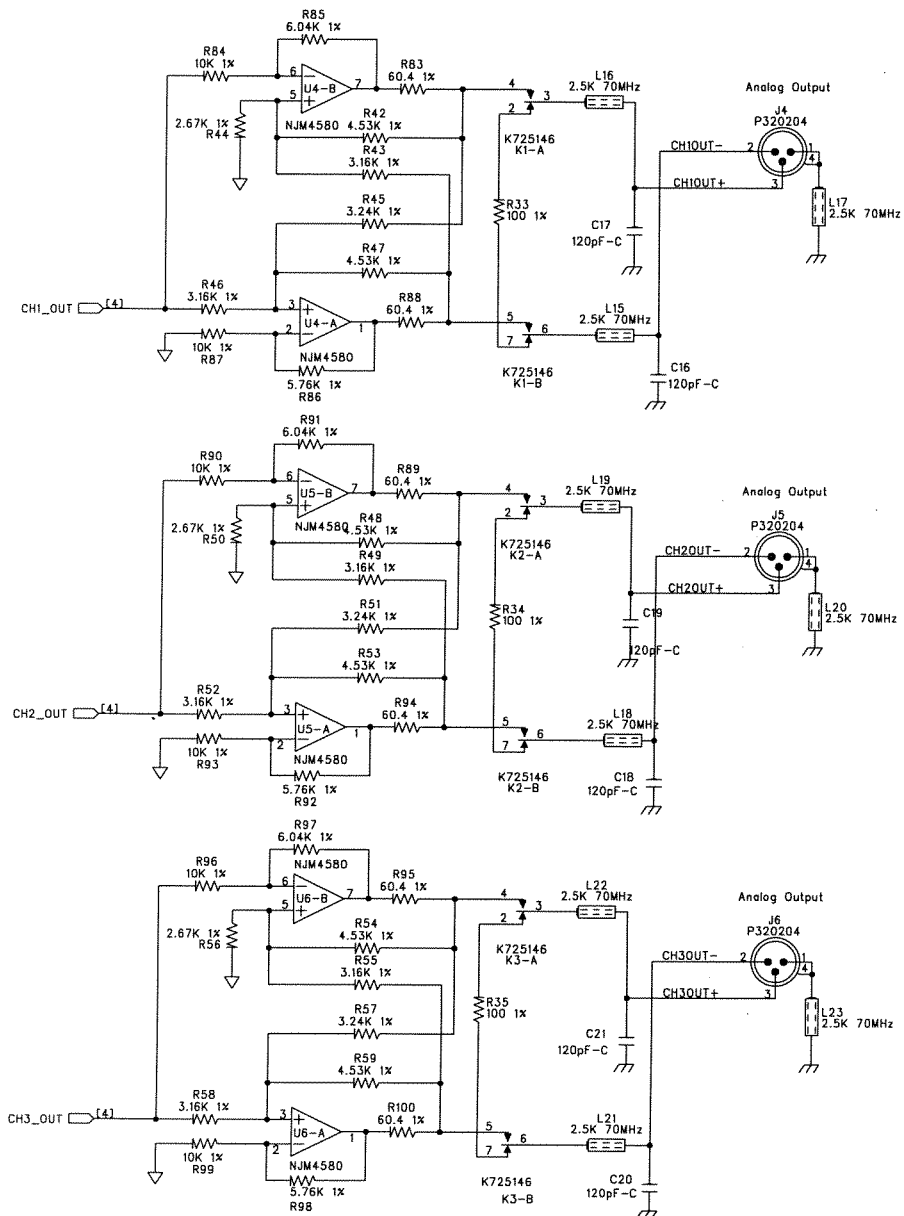 R85
6.04K 1%
R84
10K 1%
6
5
U4-B
7
R83
60.4 1%
2.67K 1%
R44
NJM4580
R42
4.53K 1%
R43
3.16K 1%
R45
3.24K 1%
R47
4.53K 1%
4
2
3
K725146
K1-A
L16
2.5K 70MHz
R33
100 1%
Analog Output
J4
P320204
CH1OUT-
2
1
4
CH1OUT+
3
L17
2.5K 70MHz
C17
120pF-C
CH1_OUT
[4]
R46
3.16K 1%
3
2
U4-A
1
R88
60.4 1%
10K 1%
R87
NJM4580
5.76K 1%
R86
5
7
6
K725146
K1-B
L15
2.5K 70MHz
C16
120pF-C
R91
6.04K 1%
R90
10K 1%
6
5
U5-B
7
R89
60.4 1%
2.67K 1%
R50
NJM4580
R48
4.53K 1%
R49
3.16K 1%
R51
3.24K 1%
R53
4.53K 1%
4
2
3
K725146
K2-A
L19
2.5K 70MHz
R34
100 1%
Analog Output
J5
P320204
CH2OUT-
2
1
4
CH2OUT+
3
L20
2.5K 70MHz
C19
120pF-C
CH2_OUT
[4]
R52
3.16K 1%
3
2
U5-A
1
R94
60.4 1%
10K 1%
R93
NJM4580
5.76K 1%
R92
5
7
6
K725146
K2-B
L18
2.5K 70MHz
C18
120pF-C
R97
6.04K 1%
NJM4580
R96
10K 1%
6
5
U6-B
7
R95
60.4 1%
2.67K 1%
R56
R54
4.53K 1%
R55
3.16K 1%
R57
3.24K 1%
R59
4.53K 1%
4
2
3
K725146
K3-A
L22
2.5K 70MHz
R35
100 1%
Analog Output
J6
P320204
CH3OUT-
2
1
4
CH3OUT+
3
L23
2.5K 70MHz
C21
120pF-C
CH3_OUT
[4]
R58
3.16K 1%
3
2
U6-A
1
R100
60.4 1%
10K 1%
R99
NJM4580
5.76K 1%
R98
5
7
6
K725146
K3-B
L21
2.5K 70MHz
C20
120pF-C